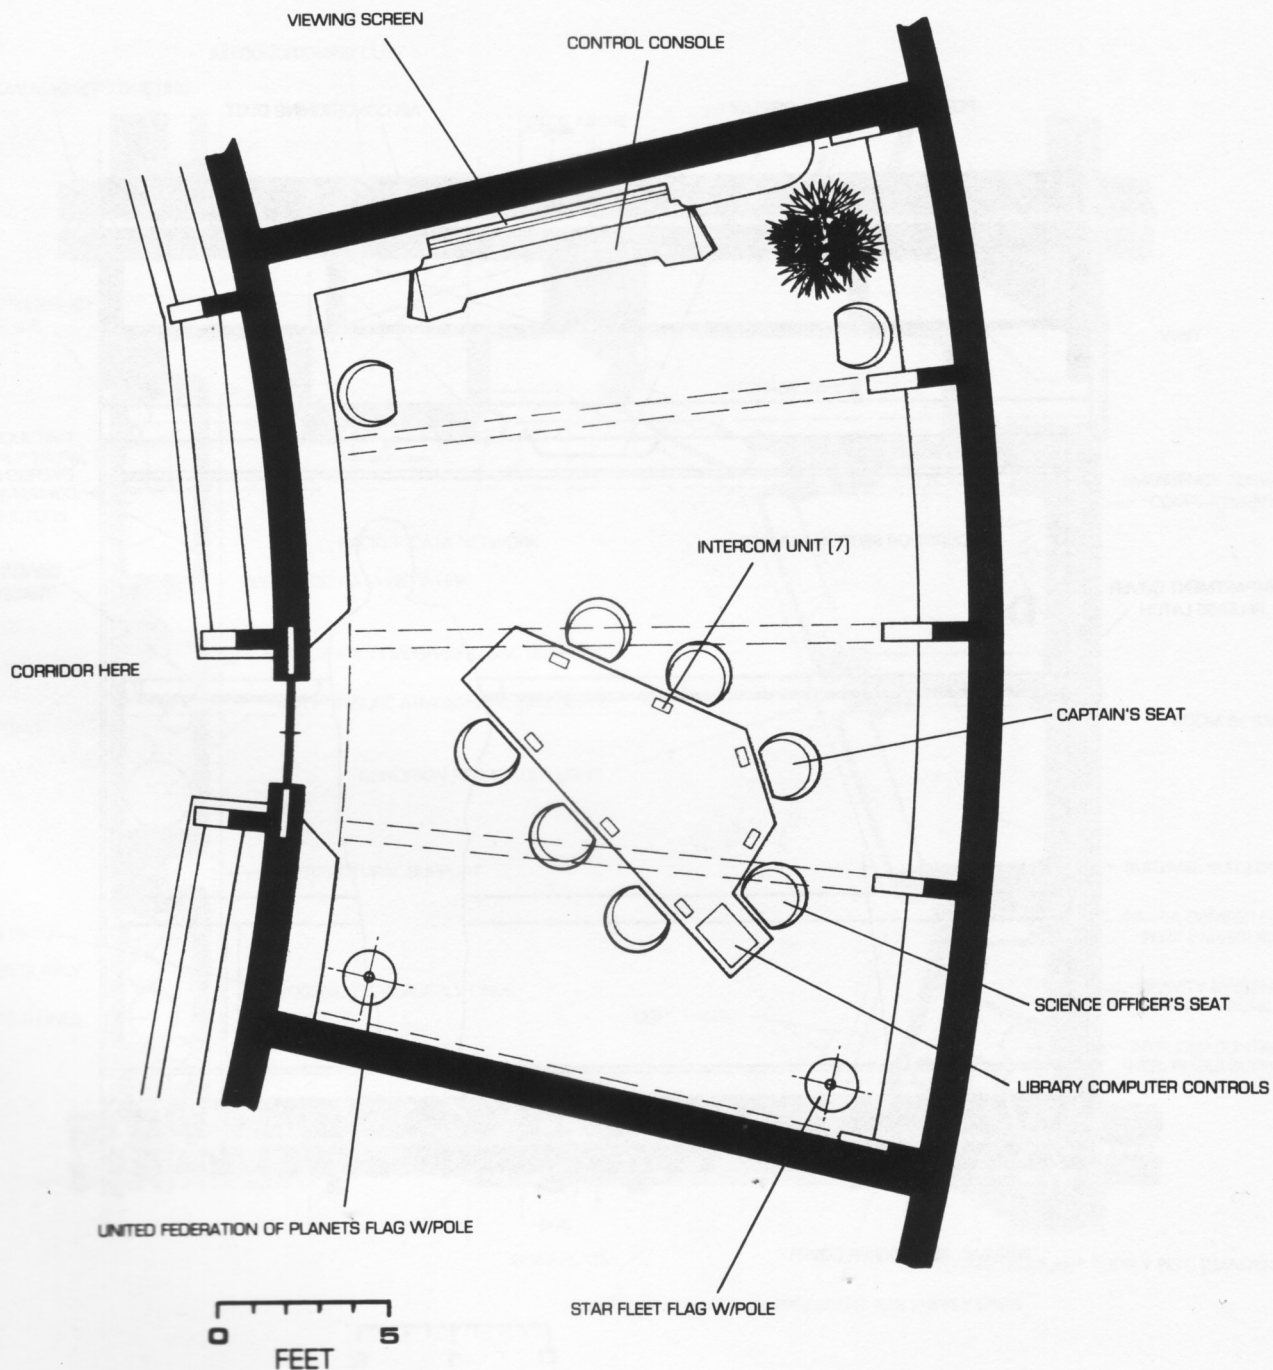 VIEWING SCREEN
CONTROL CONSOLE
INTERCOM UNIT (7)
CORRIDOR HERE
CAPTAIN'S SEAT
SCIENCE OFFICER'S SEAT
LIBRARY COMPUTER CONTROLS
UNITED FEDERATION OF PLANETS FLAG W/POLE
STAR FLEET FLAG W/POLE
0 5
FEET